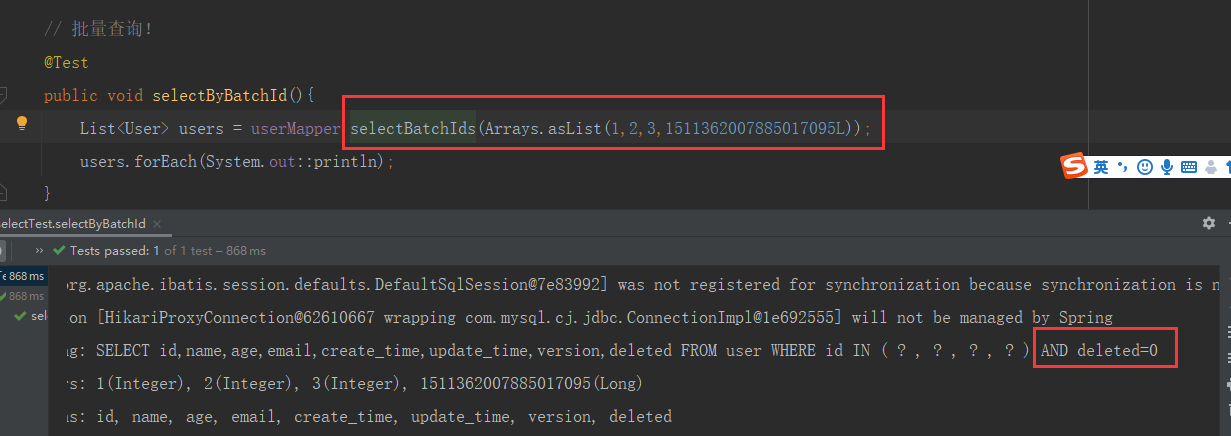 // 批量查询!
@Test
public void selectByBatchId(){
List<User> users = userMapper.selectBatchIds(Arrays.asList(1,2,3,1511362007885017095L));
users.forEach(System.out::println);
}
英
selectTest.selectByBatchId ×
» Tests passed: 1 of 1 test – 868 ms
868 ms
org.apache.ibatis.session.defaults.DefaultSqlSession@7e83992] was not registered for synchronization because synchronization is n
868 ms
on [HikariProxyConnection@62610667 wrapping com.mysql.cj.jdbc.ConnectionImpl@1e692555] will not be managed by Spring
sel
ng: SELECT id,name,age,email,create_time,update_time,version,deleted FROM user WHERE id IN ( ? , ? , ? , ? ) AND deleted=0
rs: 1(Integer), 2(Integer), 3(Integer), 1511362007885017095(Long)
ns: id, name, age, email, create_time, update_time, version, deleted